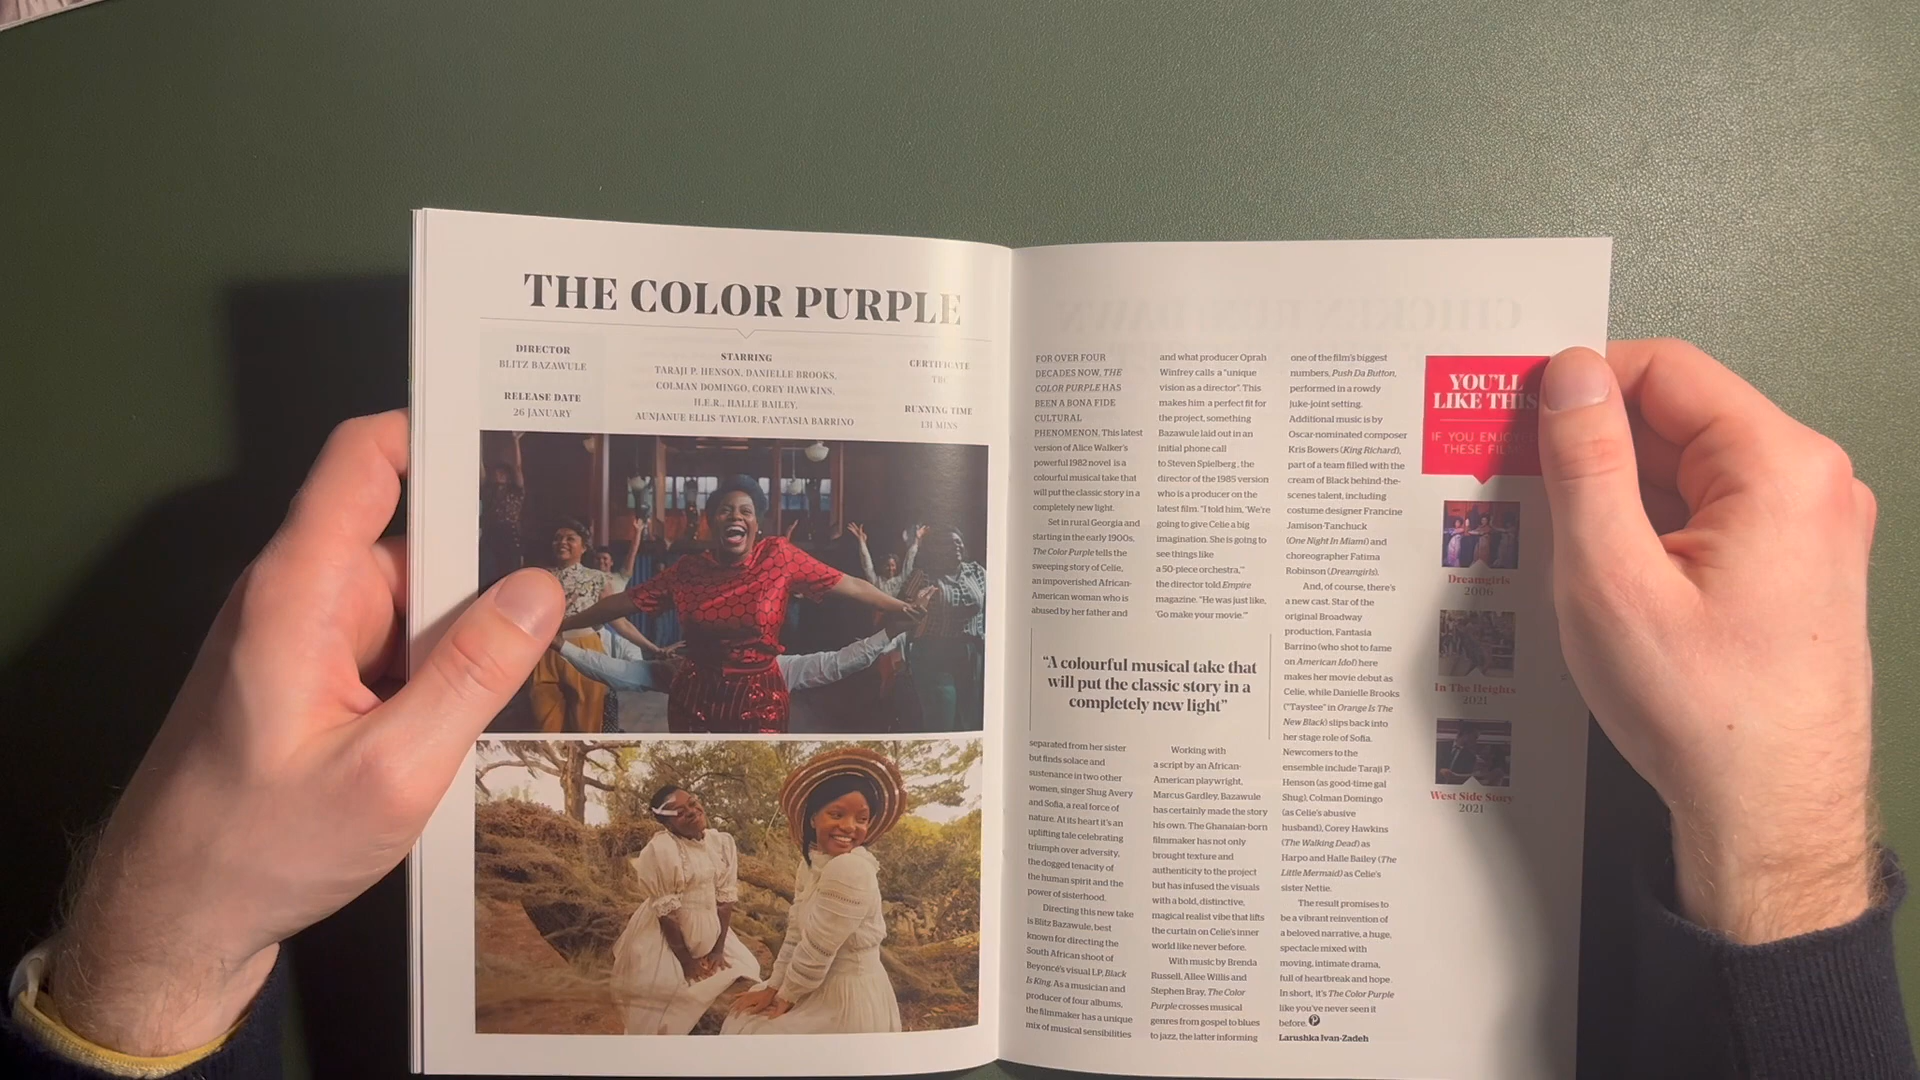 THE COLOR PURPLE
DIRECTOR
BLITZ BAZAWULE
RELEASE DATE
26 JANUARY
STARRING
TARAJI P. HENSON, DANIELLE BROOKS,
COLMAN DOMINGO, COREY HAWKINS,
H.E.R., HALLE BAILEY,
AUNJANUE ELLIS-TAYLOR, FANTASIA BARRINO
CERTIFICATE
TBC
RUNNING TIME
FOR OVER FOUR
DECADES NOW, THE
COLOR PURPLE HAS
BEEN A BONA FIDE
CULTURAL
PHENOMENON. This latest
version of Alice Walker's
powerful 1982 novel is a
colourful musical take that
will put the classic story in a
completely new light.
Set in rural Georgia and
starting in the early 1900s,
The Color Purple tells the
sweeping story of Celie,
an impoverished African-
American woman who is
abused by her father and
separated from her sister
but finds solace and
sustenance in two other
women, singer Shug Avery
and Sofia, a real force of
nature. At its heart it's an
uplifting tale celebrating
triumph over adversity,
the dogged tenacity of
the human spirit and the
power of sisterhood.
Directing this new take
is Blitz Bazawule, best
known for directing the
South African shoot of
Beyoncé's visual LP, Black
Is King. As a musician and
producer of four albums,
the filmmaker has a unique
mix of musical sensibilities
and what producer Oprah
Winfrey calls a "unique
vision as a director". This
makes him a perfect fit for
the project, something
Bazawule laid out in an
initial phone call
to Steven Spielberg, the
director of the 1985 version
who is a producer on the
latest film. "I told him, 'We're
going to give Celie a big
imagination. She is going to
see things like
a 50-piece orchestra,'"
the director told Empire
magazine. "He was just like,
'Go make your movie.'"
"A colourful musical take that
will put the classic story in a
completely new light"
Working with
a script by an African-
American playwright,
Marcus Gardley, Bazawule
has certainly made the story
his own. The Ghanaian-born
filmmaker has not only
brought texture and
authenticity to the project
but has infused the visuals
with a bold, distinctive,
magical realist vibe that lifts
the curtain on Celie's inner
world like never before.
With music by Brenda
Russell, Allee Willis and
Stephen Bray, The Color
Purple crosses musical
genres from gospel to blues
to jazz, the latter informing
one of the film's biggest
numbers, Push Da Button,
performed in a rowdy
juke-joint setting.
Additional music is by
Oscar-nominated composer
Kris Bowers (King Richard),
part of a team filled with the
cream of Black behind-the-
scenes talent, including
costume designer Francine
Jamison-Tanchuck
(One Night In Miami) and
choreographer Fatima
Robinson (Dreamgirls).
And, of course, there's
a new cast. Star of the
original Broadway
production, Fantasia
Barrino (who shot to fame
on American Idol) here
makes her movie debut as
Celie, while Danielle Brooks
("Taystee" in Orange Is The
New Black) slips back into
her stage role of Sofia.
Newcomers to the
ensemble include Taraji P.
Henson (as good-time gal
Shug), Colman Domingo
(as Celie's abusive
husband), Corey Hawkins
(The Walking Dead) as
Harpo and Halle Bailey (The
Little Mermaid) as Celie's
sister Nettie.
The result promises to
be a vibrant reinvention of
a beloved narrative, a huge,
spectacle mixed with
moving, intimate drama,
full of heartbreak and hope.
In short, it's The Color Purple
like you've never seen it
before.
Larushka Ivan-Zadeh
YOU'LL
LIKE THIS
IF YOU
THESE
Dreamgirls
2006
In The Heights
2021
West Side Story
2021